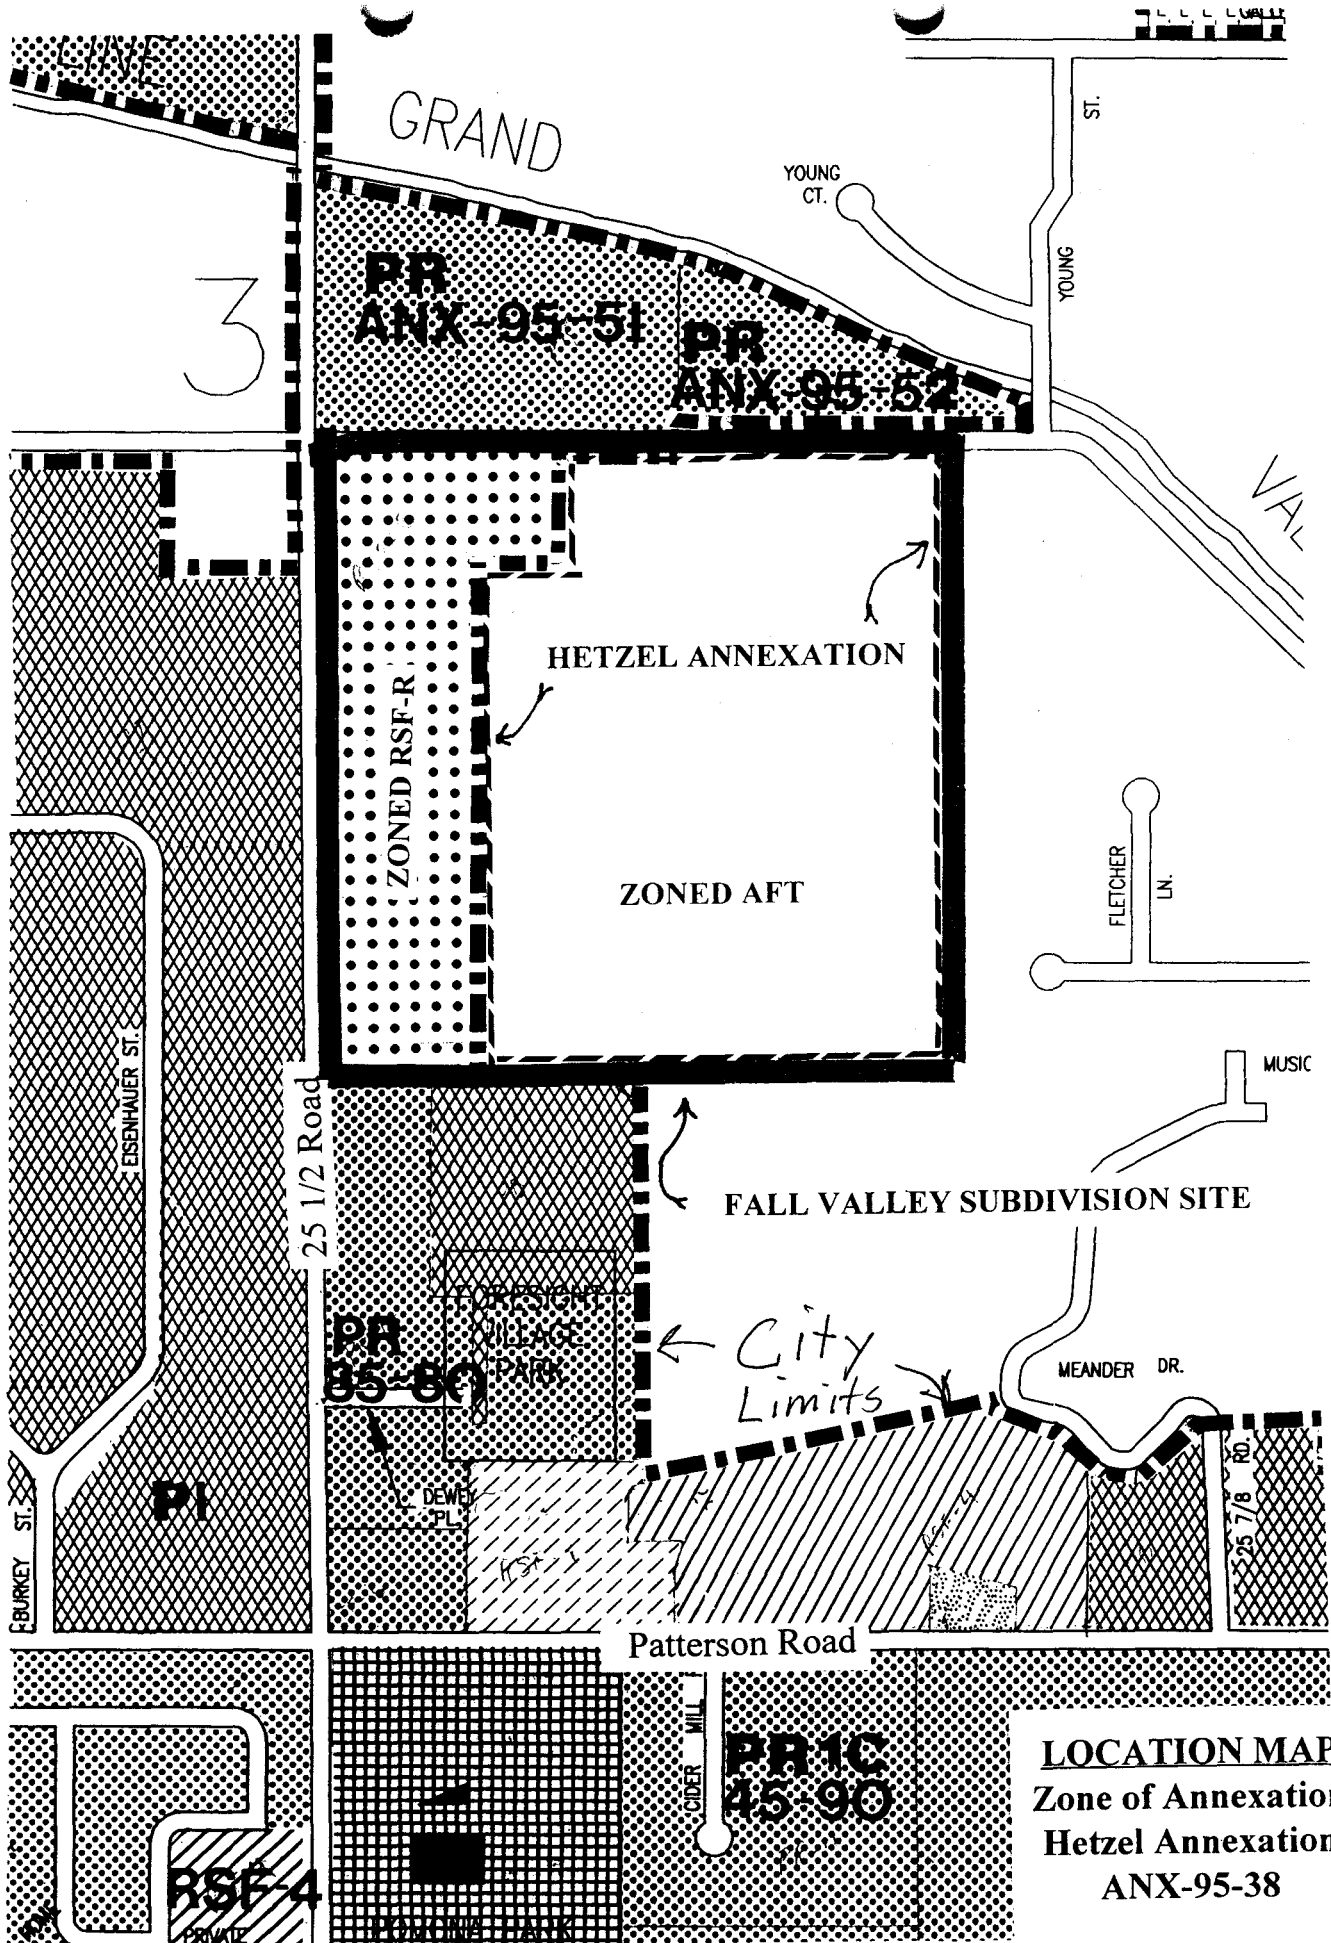 LINE
GRAND
ST.
YOUNG
CT.
YOUNG
PR
ANX-95-51
3
PR
ANX-95-52
HETZEL ANNEXATION
ZONED RSF-R
ZONED AFT
FLETCHER
LN.
EISENHAUER ST.
MUSIC
25 1/2 Road
FALL VALLEY SUBDIVISION SITE
FORESIGHT
VILLAGE
PARK
PR
85-80
City
Limits
MEANDER DR.
25 7/8 RD.
PI
DEWEY
PL.
RSF-4
BURKEY ST.
Patterson Road
CIDER MILL
PR 1C
45-90
LOCATION MAP
Zone of Annexation
Hetzel Annexation
ANX-95-38
RSF-4
PRIVATE
POMONA PARK